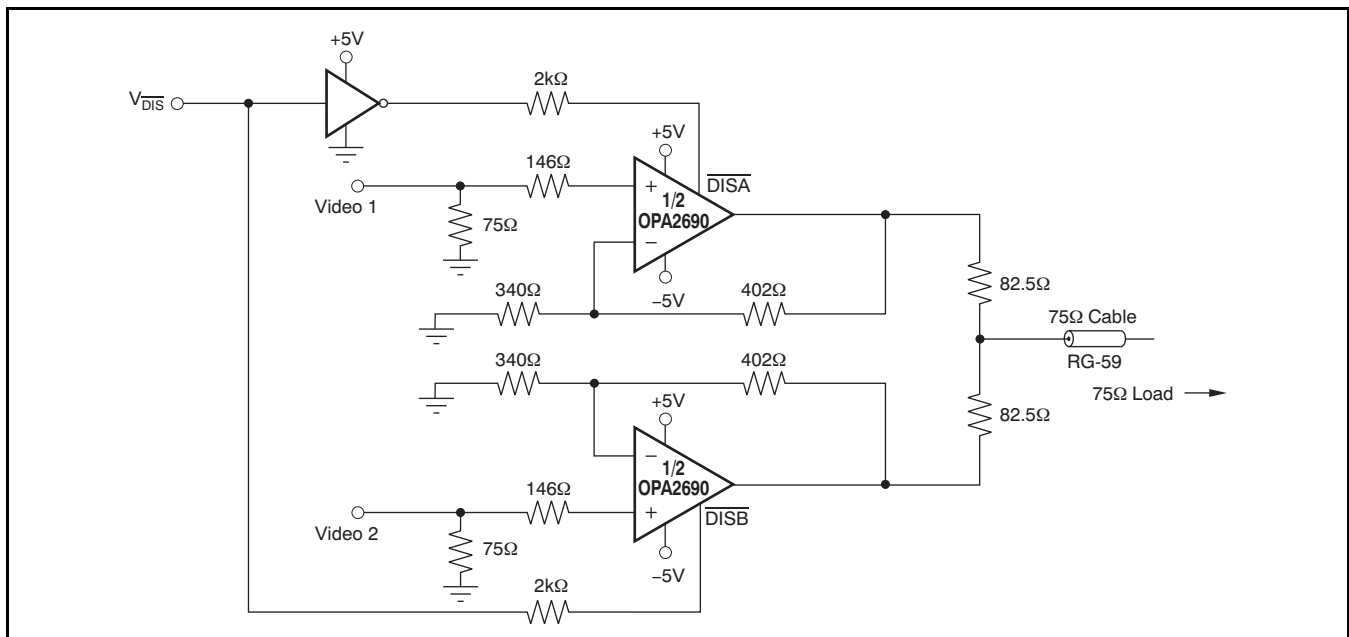 +5V
V DIS
2kΩ
+5V
146Ω
DISA
+
Video 1
1/2
OPA2690
75Ω
−
82.5Ω
340Ω
−5V
402Ω
75Ω Cable
RG-59
340Ω
402Ω
75Ω Load
+5V
82.5Ω
−
1/2
OPA2690
146Ω
+
DISB
Video 2
75Ω
−5V
2kΩ